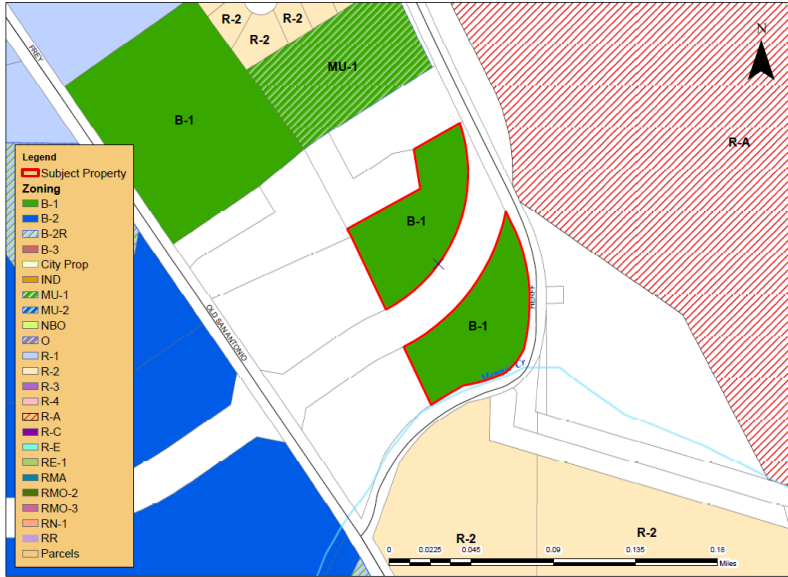 R-2
R-2
R-2
MU-1
N
FREY
B-1
R-A
Legend
Subject Property
Zoning
B-1
B-2
B-2R
B-3
City Prop
IND
MU-1
MU-2
NBO
O
R-1
R-2
R-3
R-4
R-A
R-C
R-E
RE-1
RMA
RMO-2
RMO-3
RN-1
RR
Parcels
B-1
OLD SAN ANTONIO
HERFF
B-1
R-2
R-2
0 0.0225 0.045 0.09 0.135 0.18
Miles